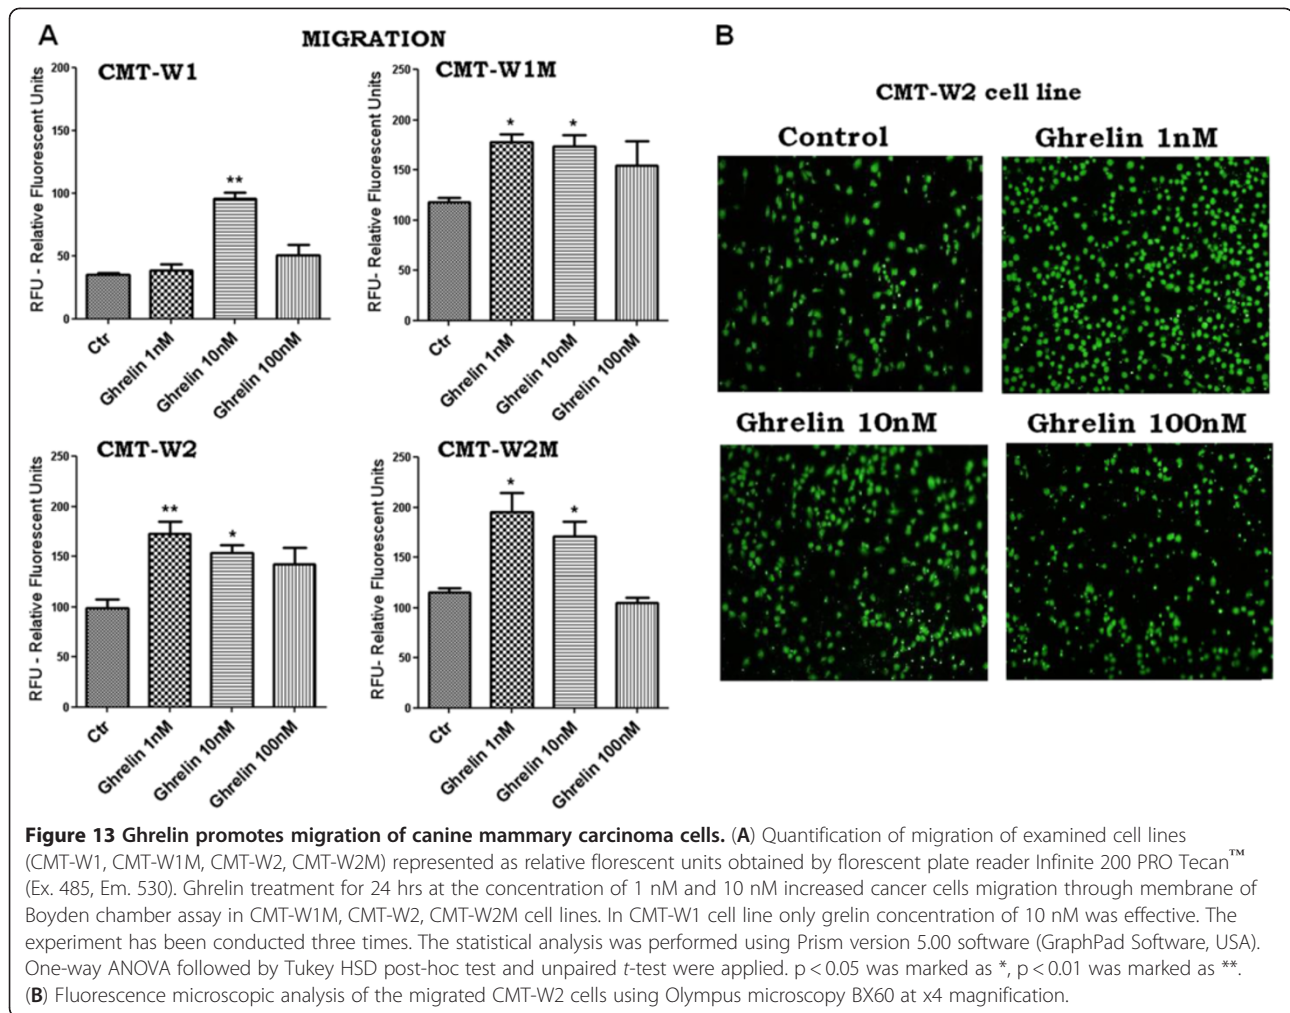 A
MIGRATION
CMT-W1
RFU - Relative Fluorescent Units
200
150
100
50
0
**
Ctr
Ghrelin 1nM
Ghrelin 10nM
Ghrelin 100nM
CMT-W1M
RFU- Relative Fluorescent Units
250
200
150
100
50
0
*
*
Ctr
Ghrelin 1nM
Ghrelin 10nM
Ghrelin 100nM
CMT-W2
RFU - Relative Fluorescent Units
250
200
150
100
50
0
**
*
Ctr
Ghrelin 1nM
Ghrelin 10nM
Ghrelin 100nM
CMT-W2M
RFU - Relative Fluorescent Units
250
200
150
100
50
0
*
*
Ctr
Ghrelin 1nM
Ghrelin 10nM
Ghrelin 100nM
B
CMT-W2 cell line
Control
Ghrelin 1nM
Ghrelin 10nM
Ghrelin 100nM
Figure 13 Ghrelin promotes migration of canine mammary carcinoma cells. (A) Quantification of migration of examined cell lines
(CMT-W1, CMT-W1M, CMT-W2, CMT-W2M) represented as relative florescent units obtained by florescent plate reader Infinite 200 PRO Tecan™
(Ex. 485, Em. 530). Ghrelin treatment for 24 hrs at the concentration of 1 nM and 10 nM increased cancer cells migration through membrane of
Boyden chamber assay in CMT-W1M, CMT-W2, CMT-W2M cell lines. In CMT-W1 cell line only grelin concentration of 10 nM was effective. The
experiment has been conducted three times. The statistical analysis was performed using Prism version 5.00 software (GraphPad Software, USA).
One-way ANOVA followed by Tukey HSD post-hoc test and unpaired t-test were applied. p < 0.05 was marked as *, p < 0.01 was marked as **.
(B) Fluorescence microscopic analysis of the migrated CMT-W2 cells using Olympus microscopy BX60 at x4 magnification.